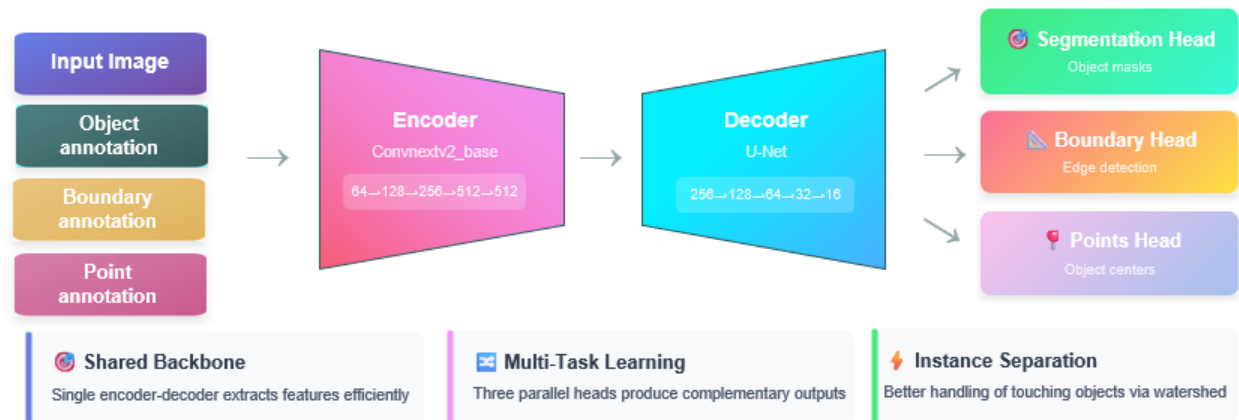 Input Image
Object
annotation
Boundary
annotation
Point
annotation
Encoder
Convnextv2_base
64→128→256→512→512
Decoder
U-Net
256→128→64→32→16
Segmentation Head
Object masks
Boundary Head
Edge detection
Points Head
Object centers
Shared Backbone
Single encoder-decoder extracts features efficiently
Multi-Task Learning
Three parallel heads produce complementary outputs
Instance Separation
Better handling of touching objects via watershed